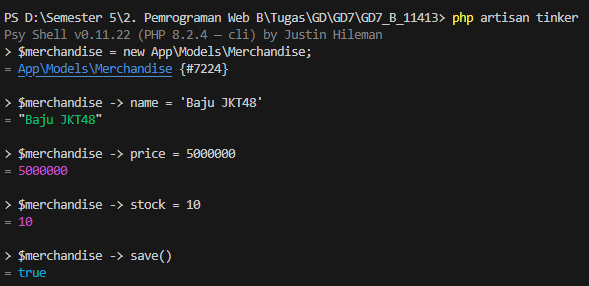 PS D:\Semester 5\2. Pemrograman Web B\Tugas\GD\GD7\GD7_B_11413> php artisan tinker
Psy Shell v0.11.22 (PHP 8.2.4 — cli) by Justin Hileman
> $merchandise = new App\Models\Merchandise;
= App\Models\Merchandise {#7224}
> $merchandise -> name = 'Baju JKT48'
= "Baju JKT48"
> $merchandise -> price = 5000000
= 5000000
> $merchandise -> stock = 10
= 10
> $merchandise -> save()
= true